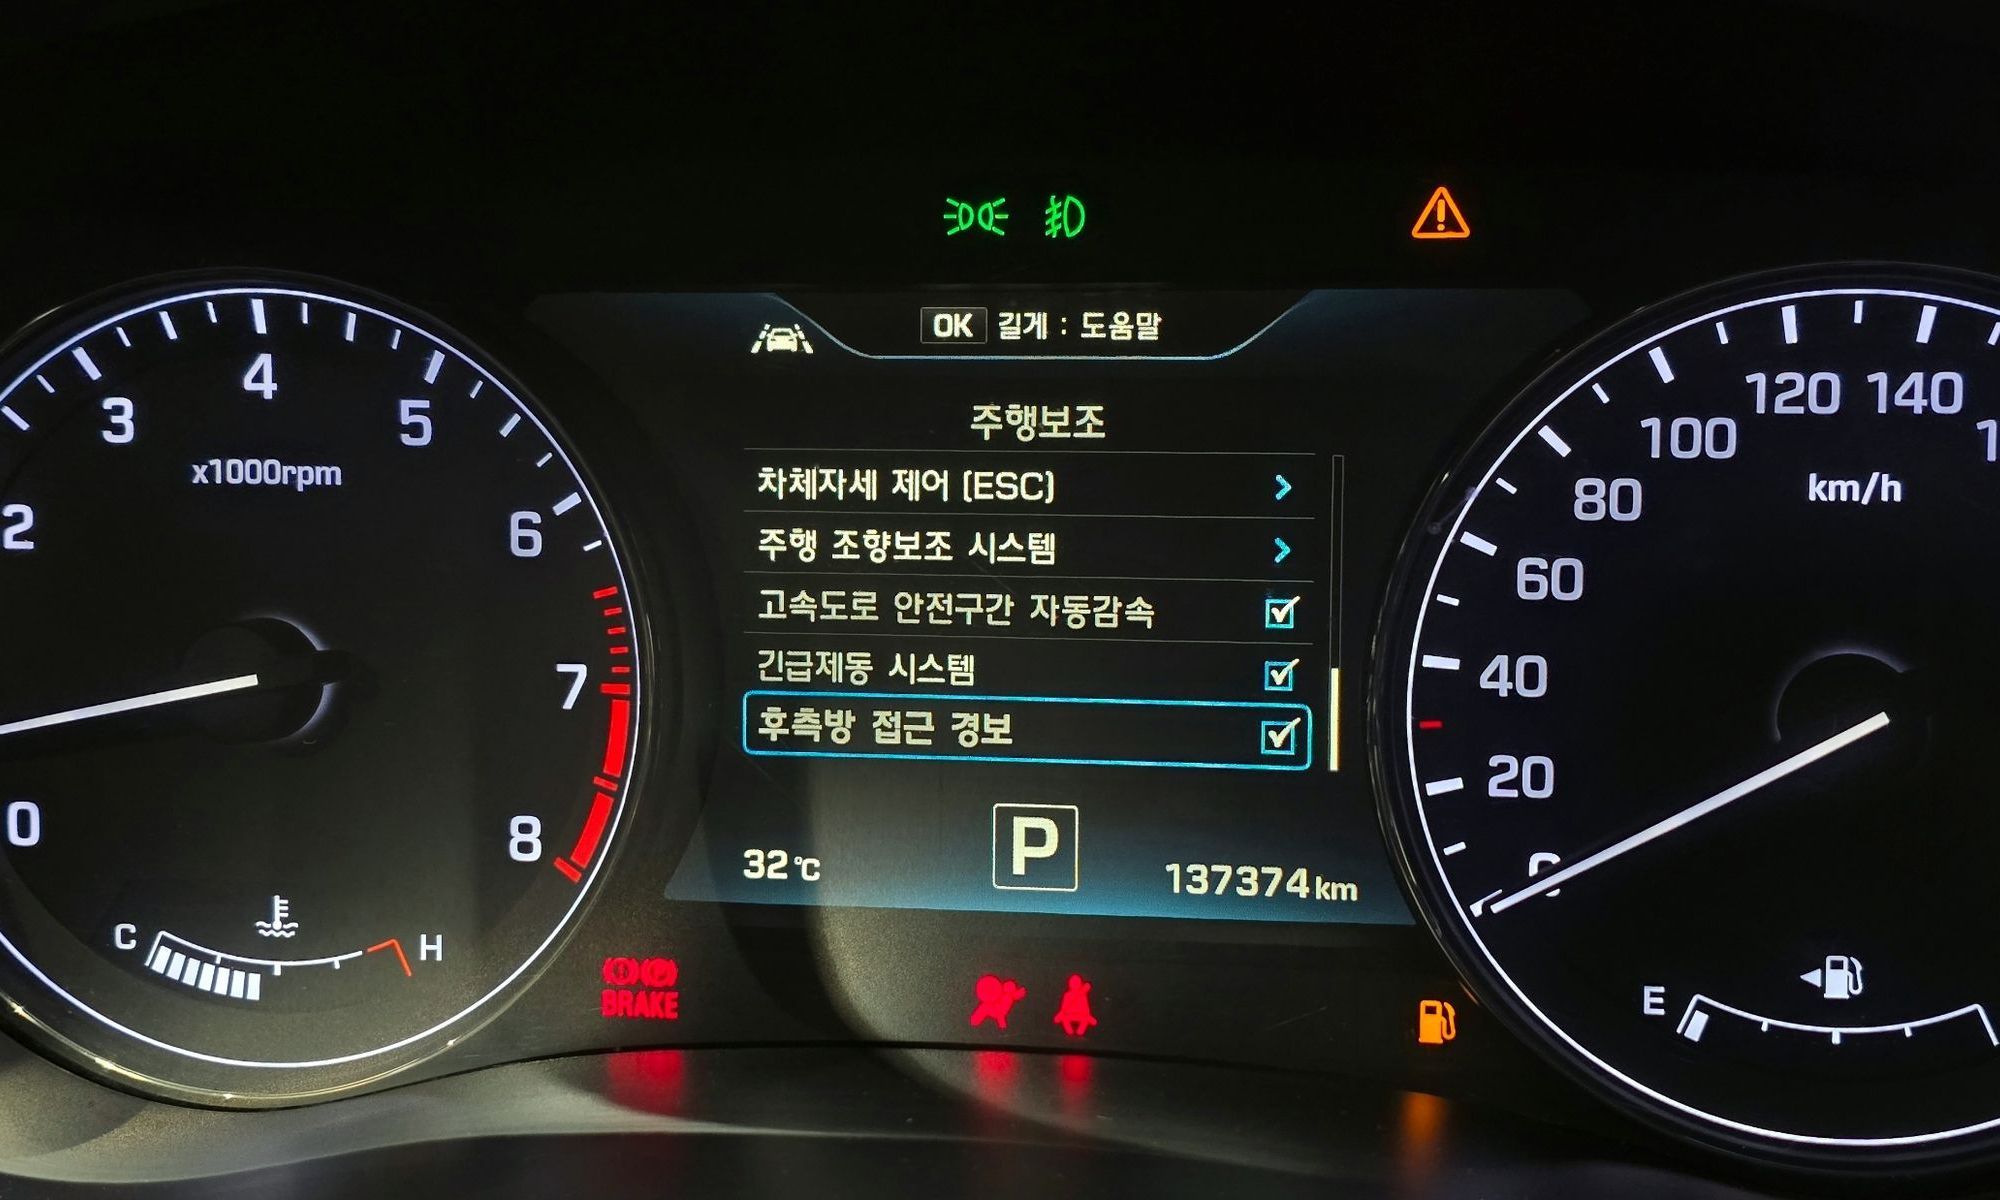 OK 길게 : 도움말
주행보조
차체자세 제어 (ESC)
주행 조향보조 시스템
고속도로 안전구간 자동감속
긴급제동 시스템
후측방 접근 경보
P
32°C
137374 km
0
2
3
4
5
6
7
8
x1000rpm
C
H
BRAKE
0
20
40
60
80
100
120
140
km/h
E